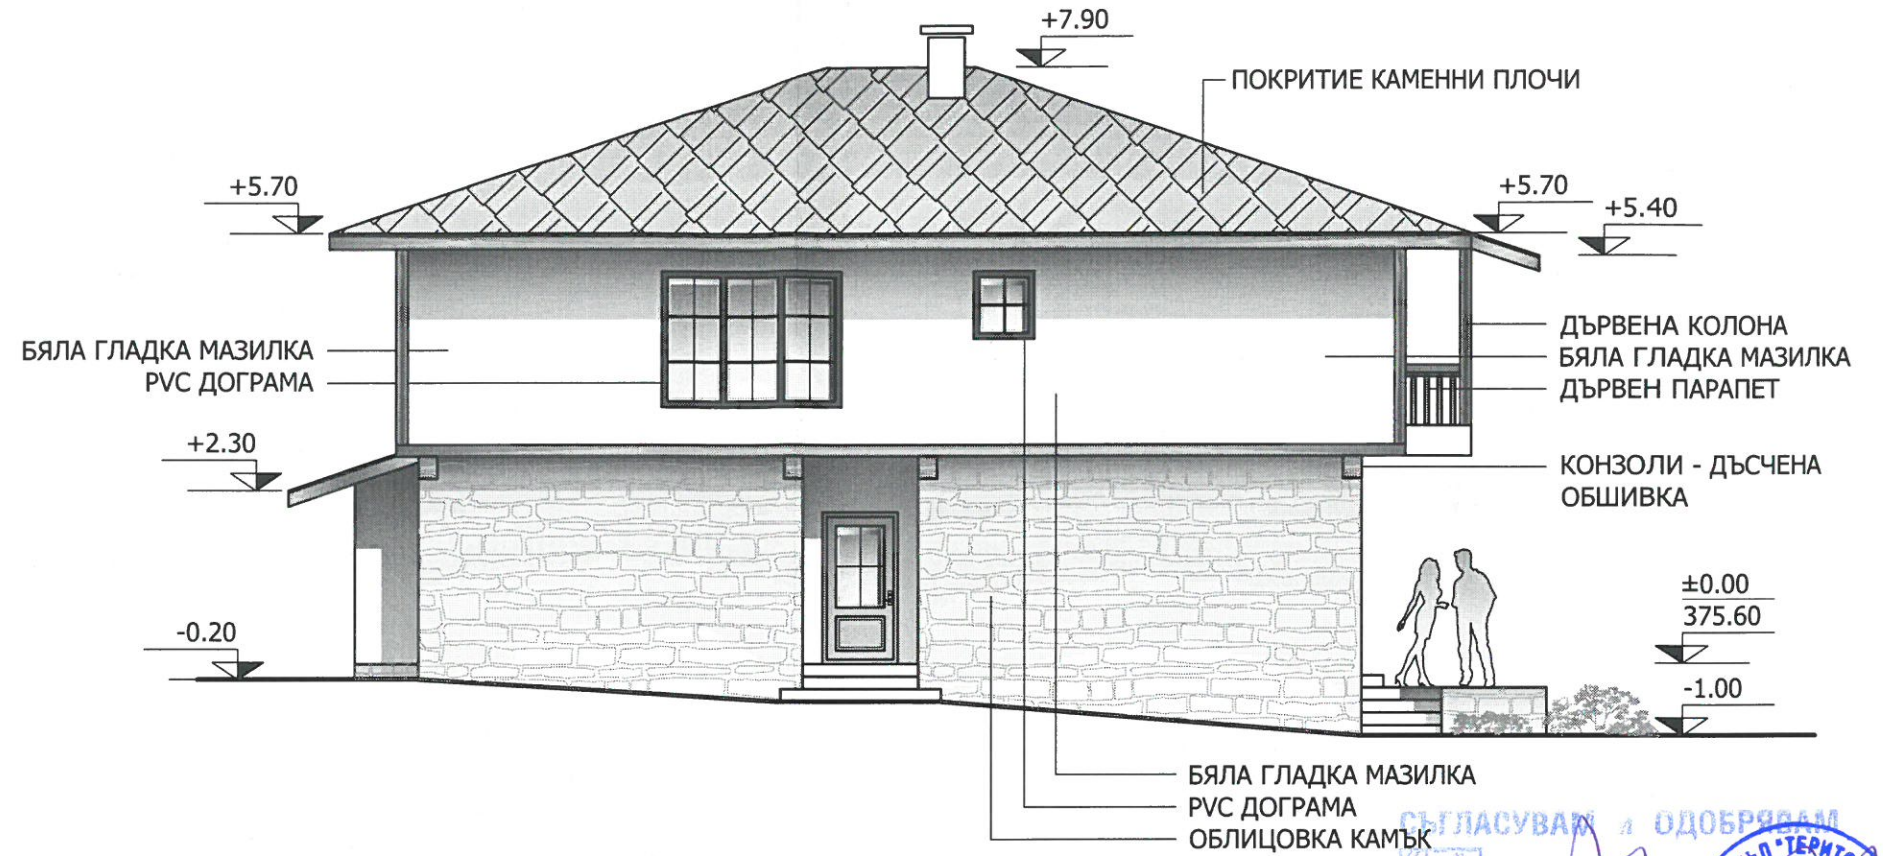 +7.90
ПОКРИТИЕ КАМЕННИ ПЛОЧИ
+5.70
+5.70
+5.40
ДЪРВЕНА КОЛОНА
БЯЛА ГЛАДКА МАЗИЛКА
ДЪРВЕН ПАРАПЕТ
БЯЛА ГЛАДКА МАЗИЛКА
PVC ДОГРАМА
+2.30
КОНЗОЛИ - ДЪСЧЕНА
ОБШИВКА
±0.00
375.60
-0.20
-1.00
БЯЛА ГЛАДКА МАЗИЛКА
PVC ДОГРАМА
ОБЛИЦОВКА КАМЪК
СЪГЛАСУВАМ И ОДОБРЯВАМ